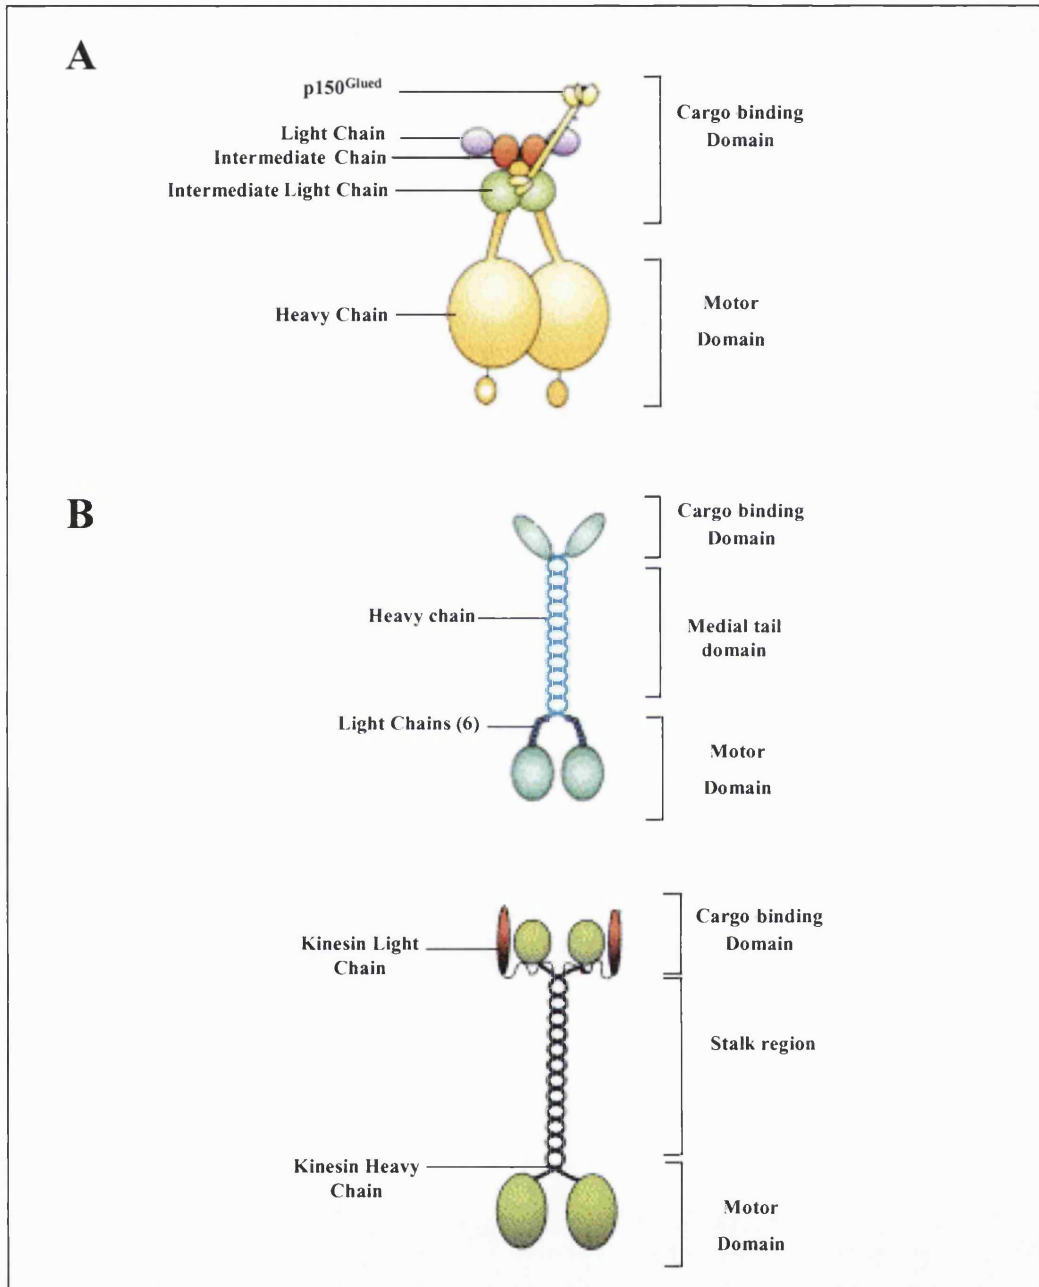 A
p150Glued
Light Chain
Intermediate Chain
Intermediate Light Chain
Heavy Chain
Cargo binding
Domain
Motor
Domain
B
Heavy chain
Light Chains (6)
Cargo binding
Domain
Medial tail
domain
Motor
Domain
Kinesin Light
Chain
Kinesin Heavy
Chain
Cargo binding
Domain
Stalk region
Motor
Domain